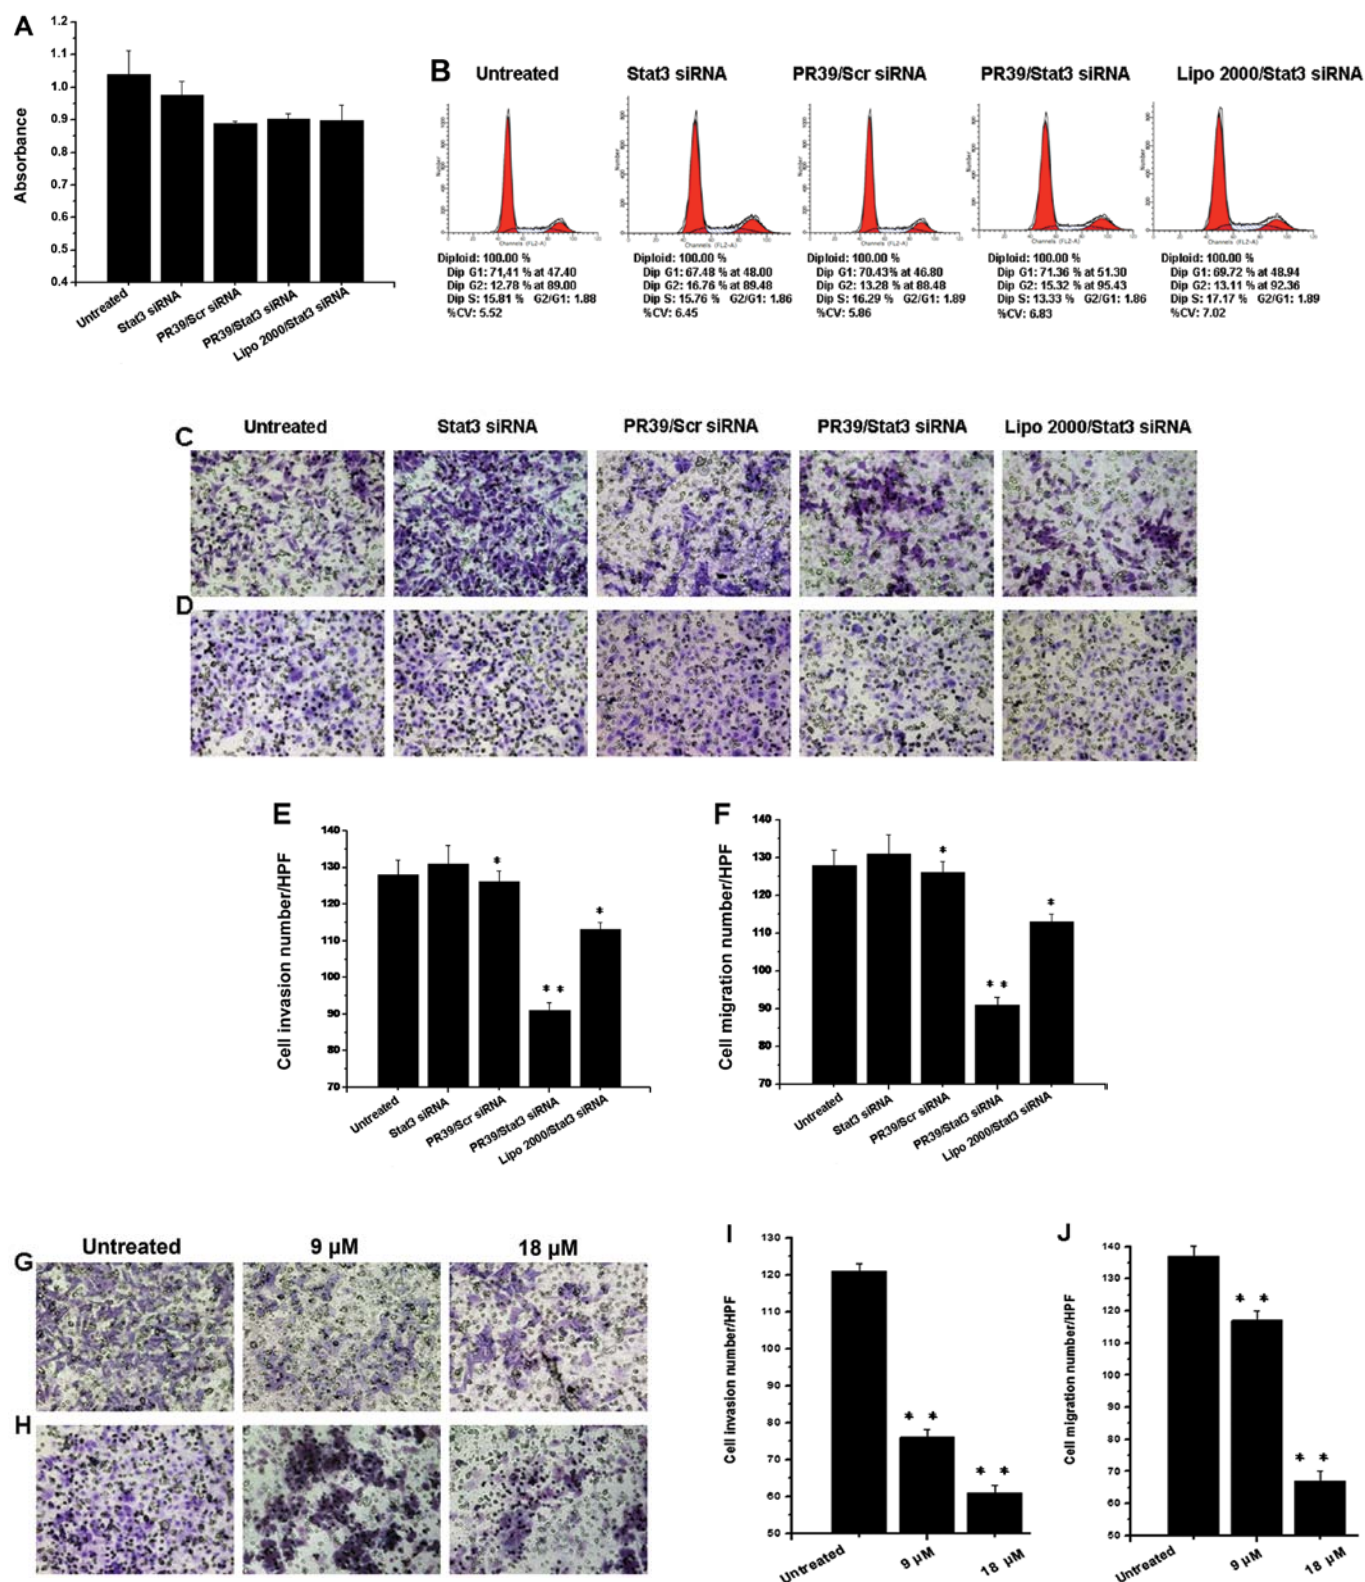 A
1.2
1.1
1.0
0.9
0.8
0.7
0.6
0.5
0.4
Absorbance
Untreated
Stat3 siRNA
PR39/Scr siRNA
PR39/Stat3 siRNA
Lipo 2000/Stat3 siRNA
B
Untreated
Stat3 siRNA
PR39/Scr siRNA
PR39/Stat3 siRNA
Lipo 2000/Stat3 siRNA
Number
Number
Number
Number
Number
Channels (FL2-A)
Channels (FL2-A)
Channels (FL2-A)
Channels (FL2-A)
Channels (FL2-A)
Diploid: 100.00 %
Dip G1: 71,41 % at 47.40
Dip G2: 12.78 % at 89.00
Dip S: 15.81 % G2/G1: 1.88
%CV: 5.52
Diploid: 100.00 %
Dip G1: 67.48 % at 48.00
Dip G2: 16.76 % at 89.48
Dip S: 15.76 % G2/G1: 1.86
%CV: 6.45
Diploid: 100.00 %
Dip G1: 70.43% at 46.80
Dip G2: 13.28 % at 88.48
Dip S: 16.29 % G2/G1: 1.89
%CV: 5.86
Diploid: 100.00 %
Dip G1: 71.36 % at 51.30
Dip G2: 15.32 % at 95.43
Dip S: 13.33 % G2/G1: 1.86
%CV: 6.83
Diploid: 100.00 %
Dip G1: 69.72 % at 48.94
Dip G2: 13.11 % at 92.36
Dip S: 17.17 % G2/G1: 1.89
%CV: 7.02
C
Untreated
Stat3 siRNA
PR39/Scr siRNA
PR39/Stat3 siRNA
Lipo 2000/Stat3 siRNA
D
E
140
130
120
110
100
90
80
70
Cell invasion number/HPF
*
* *
*
Untreated
Stat3 siRNA
PR39/Scr siRNA
PR39/Stat3 siRNA
Lipo 2000/Stat3 siRNA
F
140
130
120
110
100
90
80
70
Cell migration number/HPF
*
* *
*
Untreated
Stat3 siRNA
PR39/Scr siRNA
PR39/Stat3 siRNA
Lipo 2000/Stat3 siRNA
G
Untreated
9 µM
18 µM
H
I
130
120
110
100
90
80
70
60
50
Cell invasion number/HPF
* *
* *
Untreated
9 µM
18 µM
J
140
130
120
110
100
90
80
70
60
50
Cell migration number/HPF
* *
* *
Untreated
9 µM
18 µM